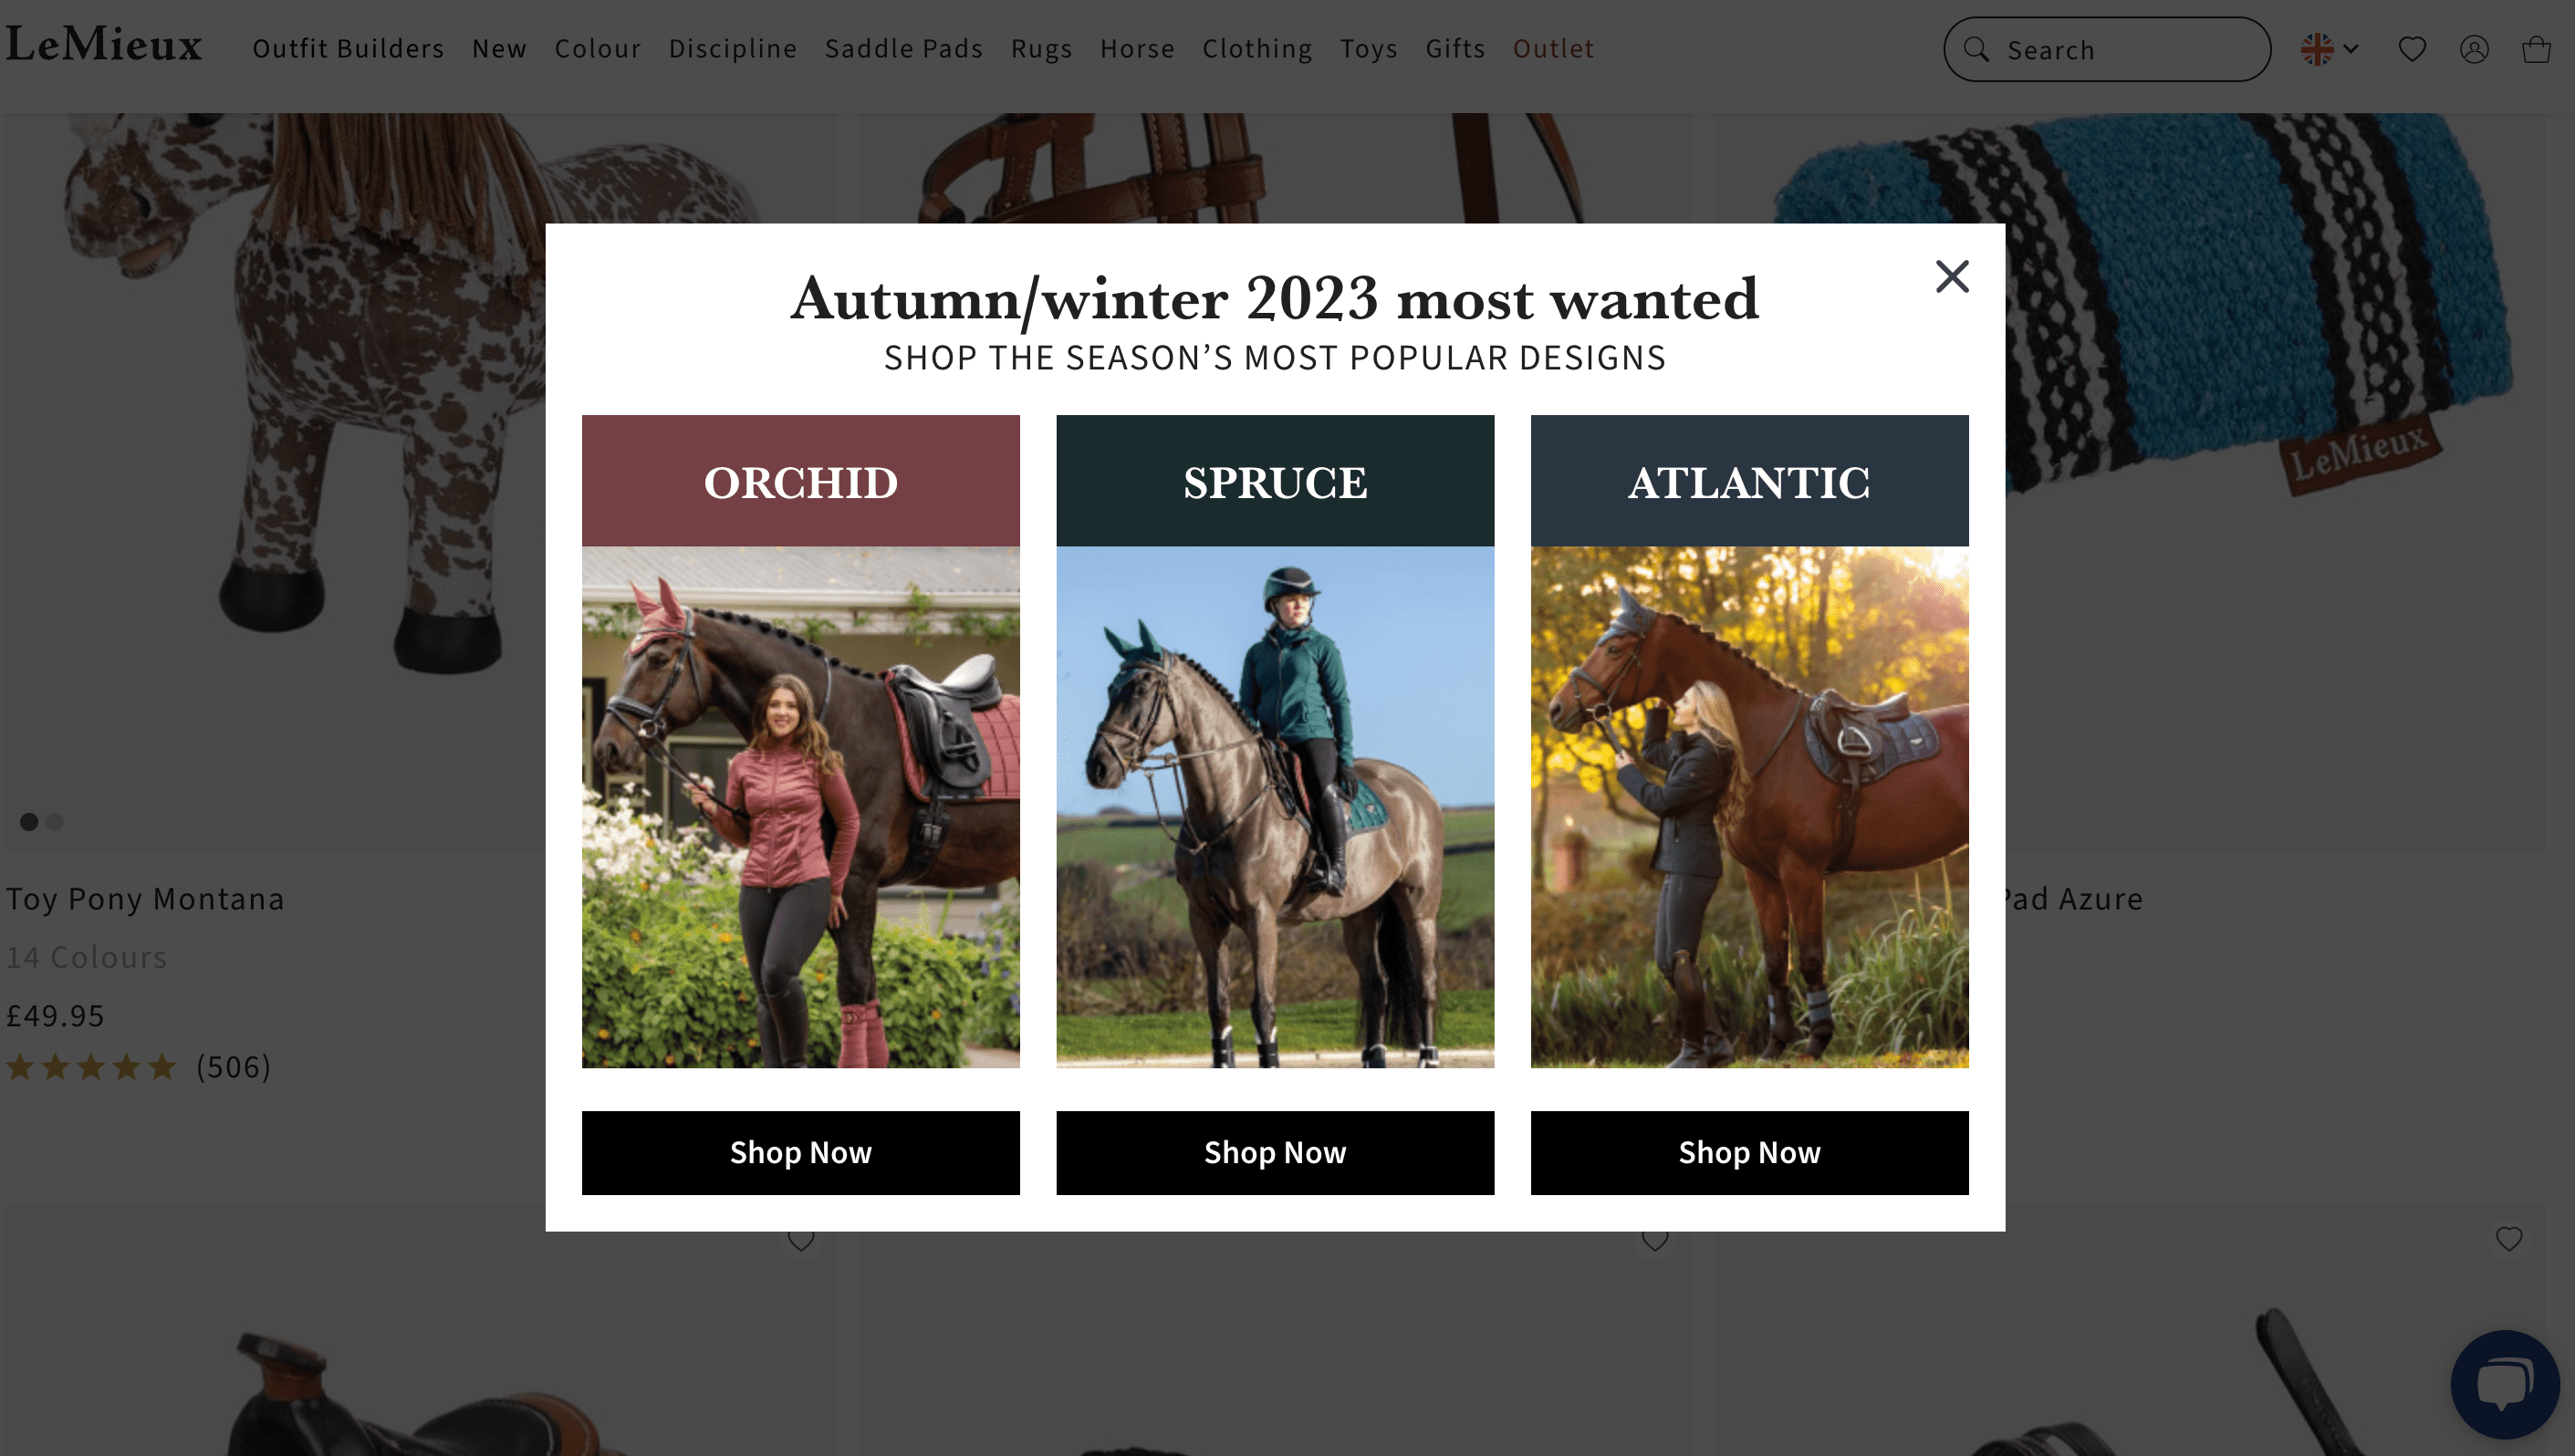 LeMieux
Outfit Builders New Colour Discipline Saddle Pads Rugs Horse Clothing Toys Gifts Outlet
Search
Autumn/winter 2023 most wanted
SHOP THE SEASON’S MOST POPULAR DESIGNS
ORCHID
SPRUCE
ATLANTIC
LeMieux
Shop Now
Shop Now
Shop Now
Toy Pony Montana
14 Colours
£49.95
(506)
Pad Azure